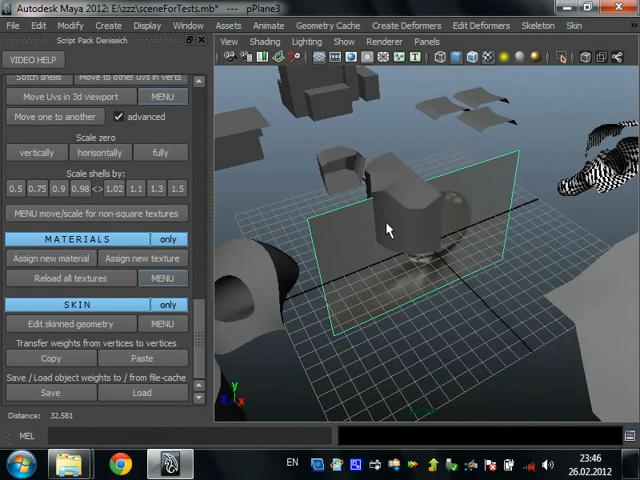 Autodesk Maya 2012: E:\zzz\sceneForTests.mb* --- pPlane3
File Edit Modify Create Display Window Assets Geometry Cache Create Deformers Edit Deformers Skeleton Skin
Script Pack Deniseich
View Shading Lighting Show Renderer Panels
VIDEO HELP
Stitch shells Move to other Uvs in verts
Move Uvs in 3d viewport MENU
Move one to another advanced
Scale zero
vertically horisontally fully
Scale shells by:
0.5 0.75 0.9 0.98 <> 1.02 1.1 1.3 1.5
MENU move/scale for non-square textures
MATERIALS only
Assign new material Assign new texture
Reload all textures MENU
SKIN only
Edit skinned geometry MENU
Transfer weights from vertices to vertices
Copy Paste
Save / Load object weights to / from file-cache
Save Load
y
z x
Distance: 32.581
MEL
EN
23:46
26.02.2012